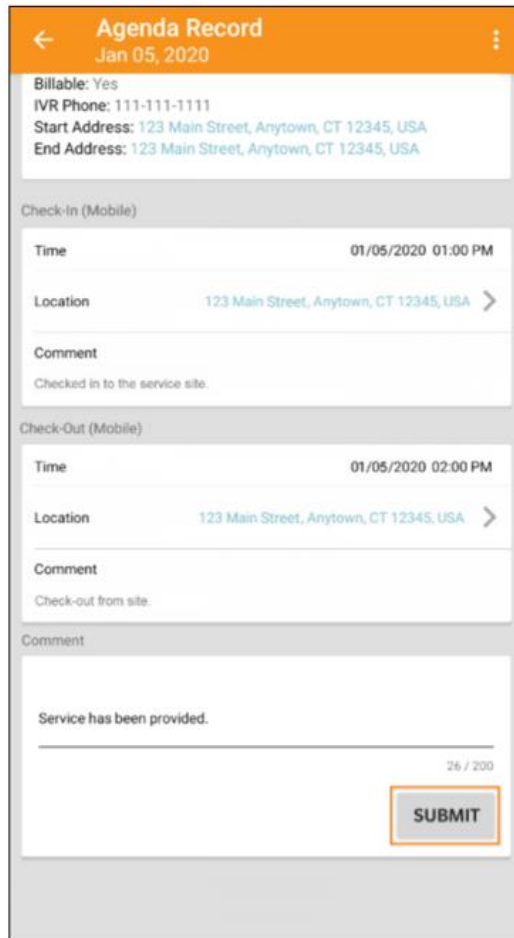 Agenda Record
Jan 05, 2020
Billable: Yes
IVR Phone: 111-111-1111
Start Address: 123 Main Street, Anytown, CT 12345, USA
End Address: 123 Main Street, Anytown, CT 12345, USA
Check-In (Mobile)
Time 01/05/2020 01:00 PM
Location 123 Main Street, Anytown, CT 12345, USA
Comment
Checked in to the service site.
Check-Out (Mobile)
Time 01/05/2020 02:00 PM
Location 123 Main Street, Anytown, CT 12345, USA
Comment
Check-out from site.
Comment
Service has been provided.
26 / 200
SUBMIT